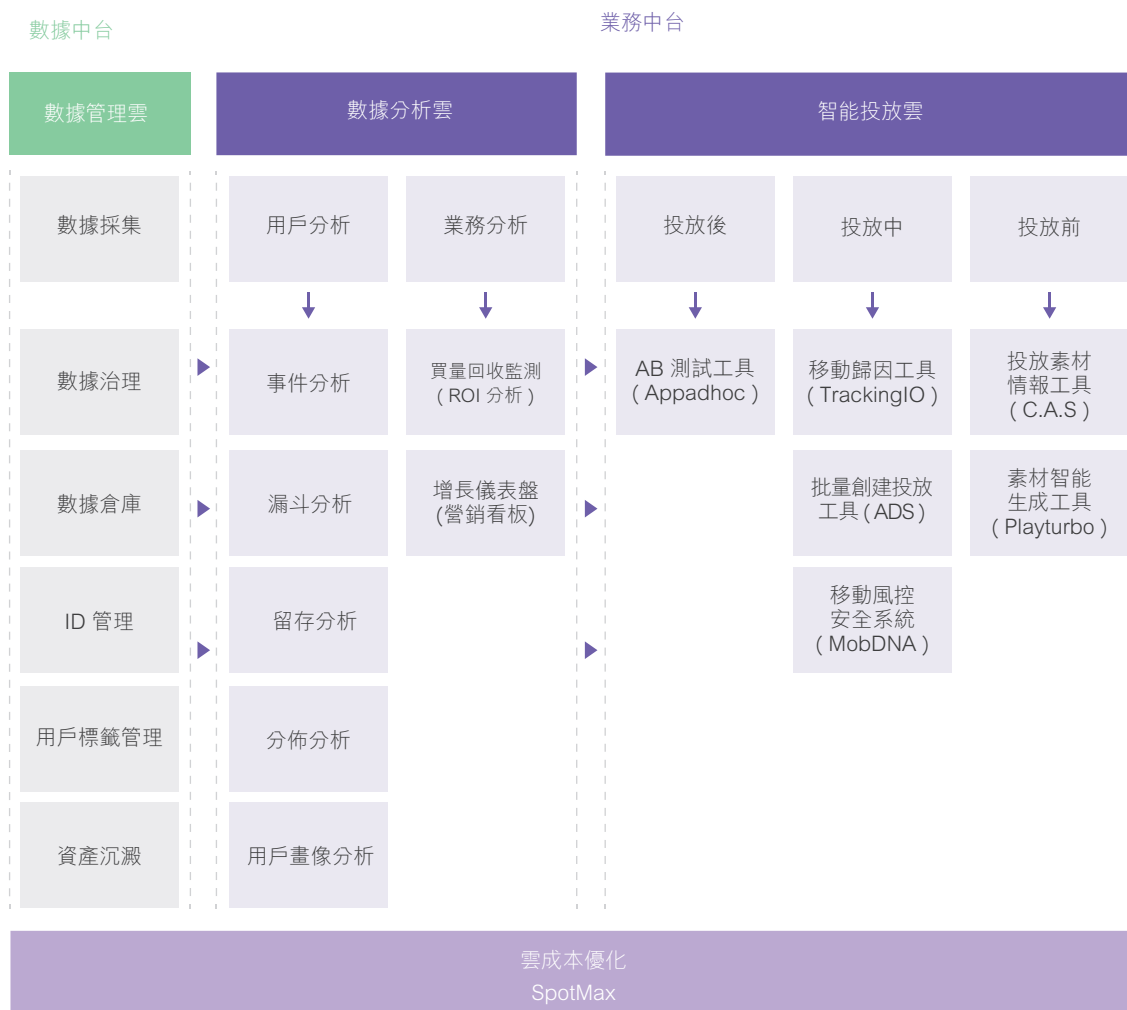 數據中台
業務中台
數據管理雲
數據分析雲
智能投放雲
數據採集
用戶分析
業務分析
投放後
投放中
投放前
數據治理
事件分析
買量回收監測
( ROI 分析 )
AB 測試工具
( Appadhoc )
移動歸因工具
( TrackingIO )
投放素材
情報工具
( C.A.S )
數據倉庫
漏斗分析
增長儀表盤
(營銷看板)
批量創建投放
工具 ( ADS )
素材智能
生成工具
( Playturbo )
ID 管理
留存分析
移動風控
安全系統
( MobDNA )
用戶標籤管理
分佈分析
資產沉澱
用戶畫像分析
雲成本優化
SpotMax